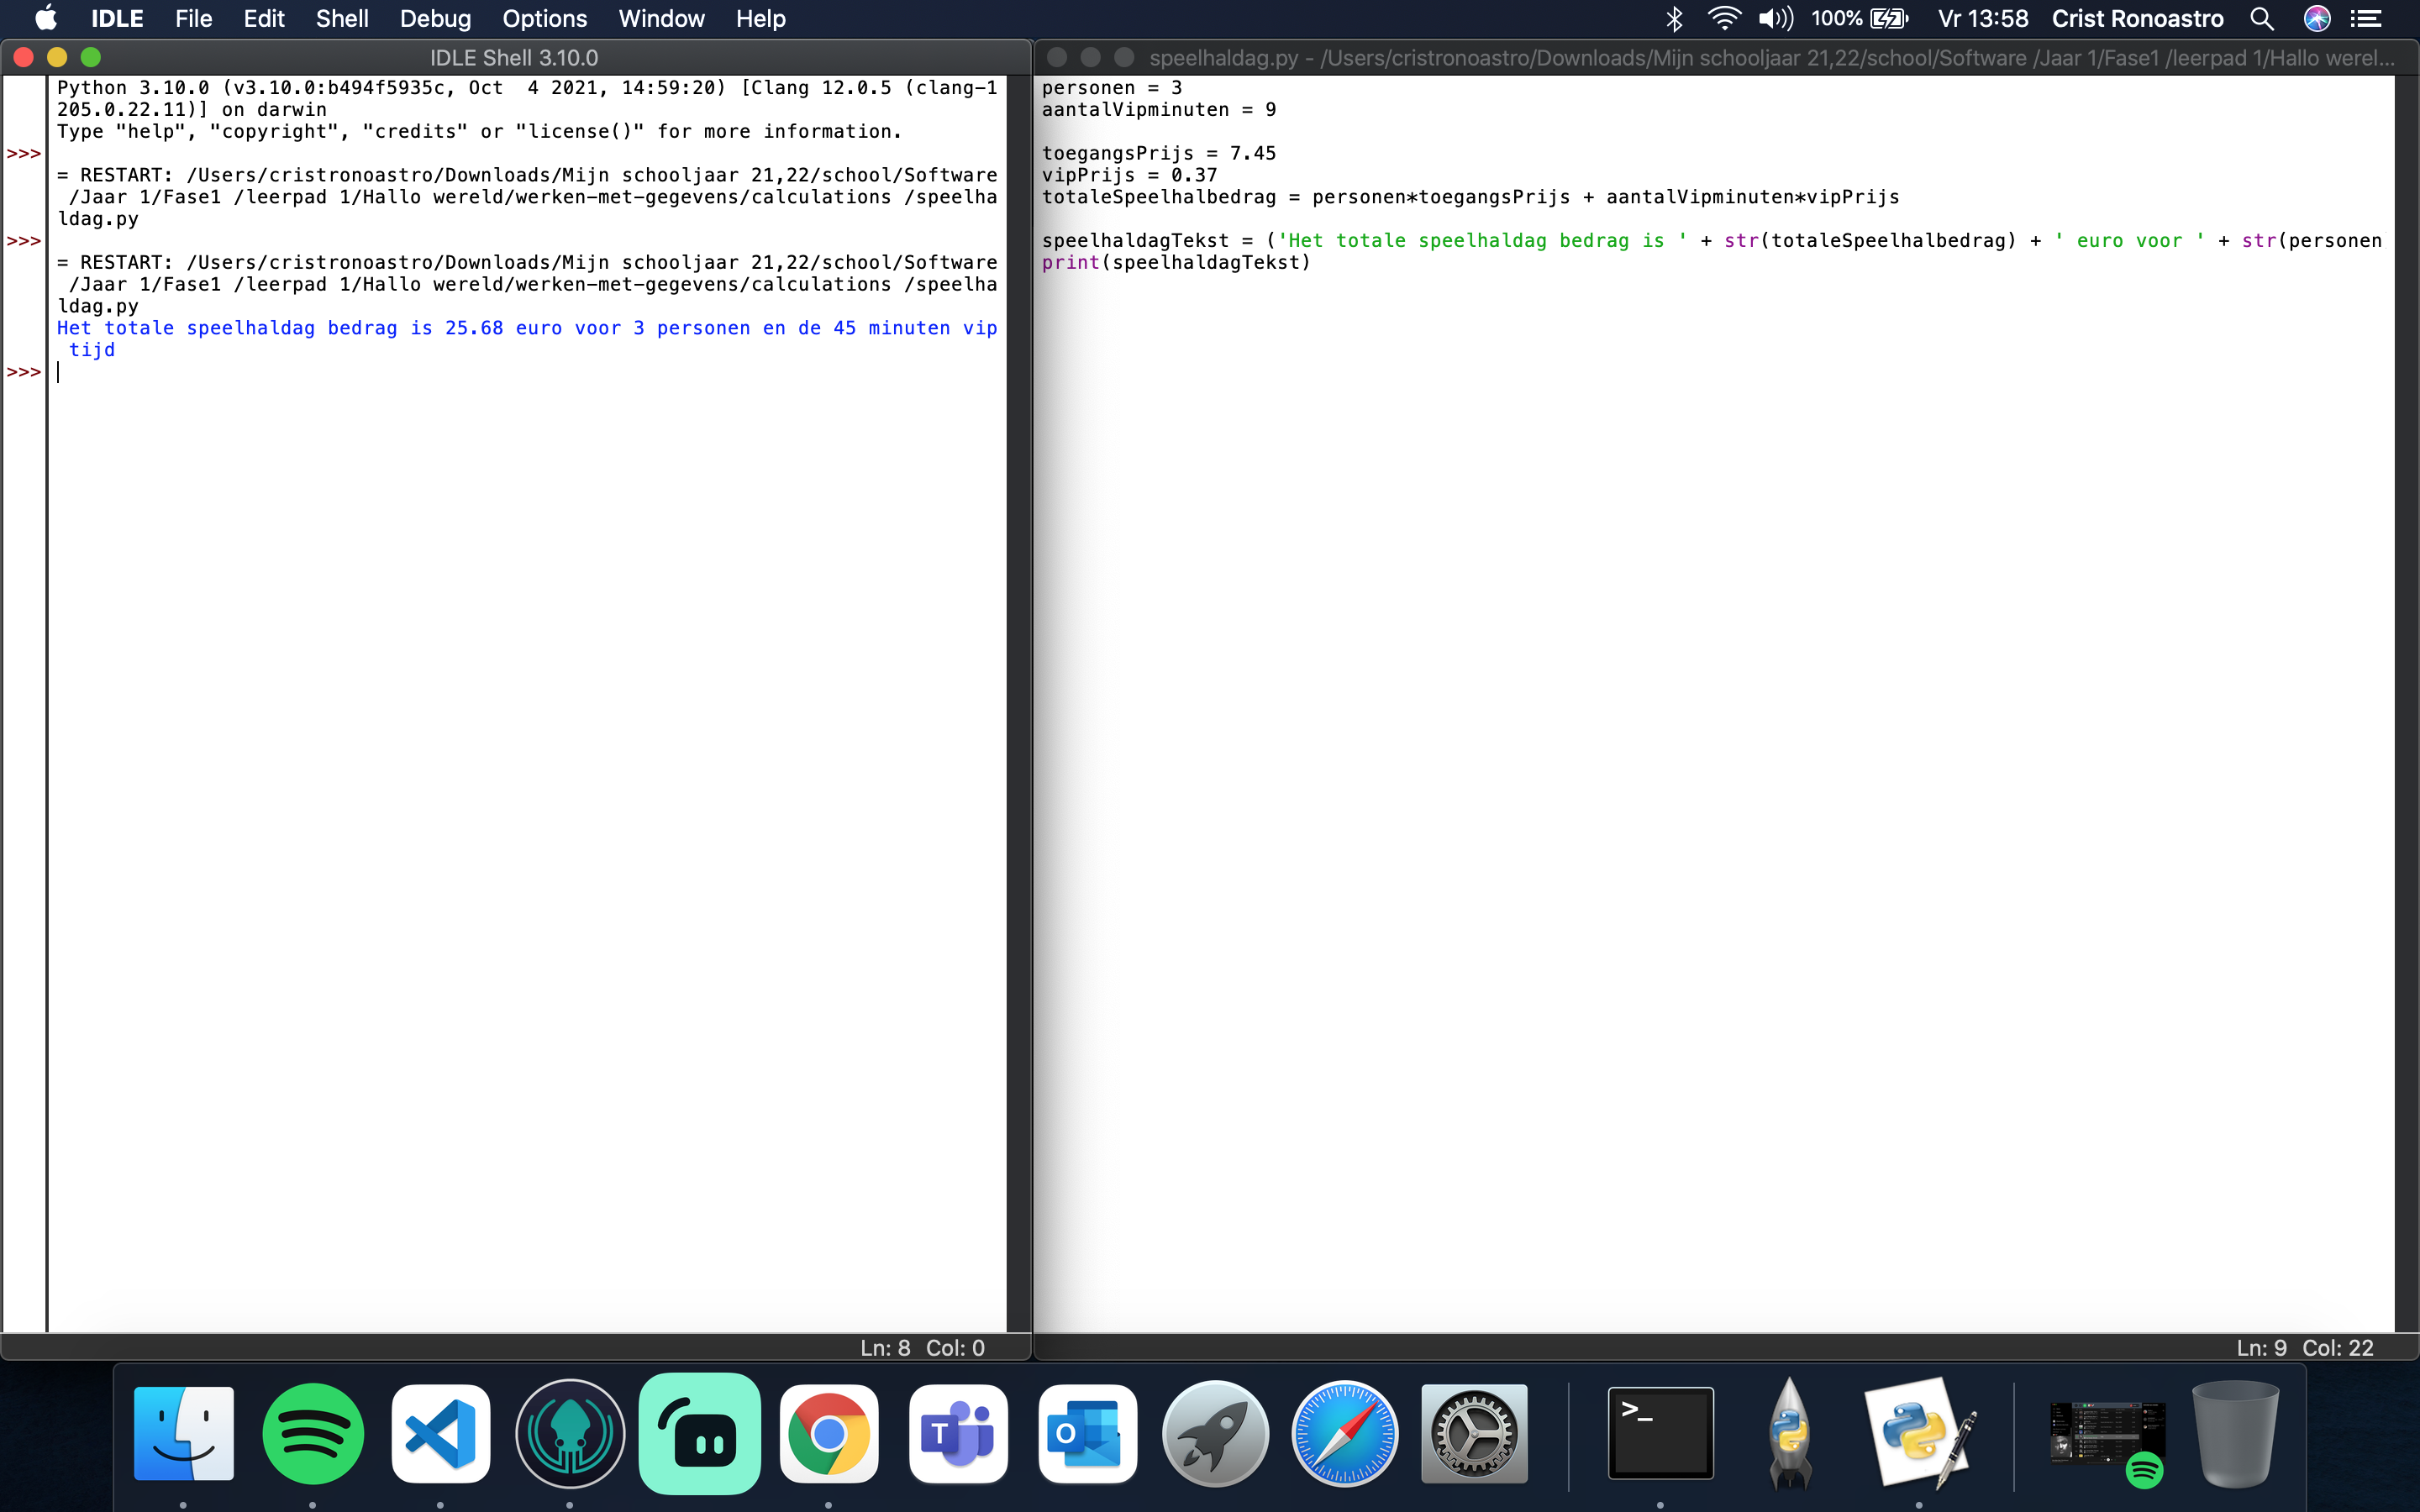 IDLE File Edit Shell Debug Options Window Help 100% Vr 13:58 Crist Ronoastro
IDLE Shell 3.10.0
Python 3.10.0 (v3.10.0:b494f5935c, Oct  4 2021, 14:59:20) [Clang 12.0.5 (clang-1
205.0.22.11)] on darwin
Type "help", "copyright", "credits" or "license()" for more information.
>>>
= RESTART: /Users/cristronoastro/Downloads/Mijn schooljaar 21,22/school/Software
/Jaar 1/Fase1 /leerpad 1/Hallo wereld/werken-met-gegevens/calculations /speelha
ldag.py
>>>
= RESTART: /Users/cristronoastro/Downloads/Mijn schooljaar 21,22/school/Software
/Jaar 1/Fase1 /leerpad 1/Hallo wereld/werken-met-gegevens/calculations /speelha
ldag.py
Het totale speelhaldag bedrag is 25.68 euro voor 3 personen en de 45 minuten vip
tijd
>>>
Ln: 8 Col: 0
speelhaldag.py - /Users/cristronoastro/Downloads/Mijn schooljaar 21,22/school/Software /Jaar 1/Fase1 /leerpad 1/Hallo werel...
personen = 3
aantalVipminuten = 9
toegangsPrijs = 7.45
vipPrijs = 0.37
totaleSpeelhalbedrag = personen*toegangsPrijs + aantalVipminuten*vipPrijs
speelhaldagTekst = ('Het totale speelhaldag bedrag is ' + str(totaleSpeelhalbedrag) + ' euro voor ' + str(personen
print(speelhaldagTekst)
Ln: 9 Col: 22
T
O
>_